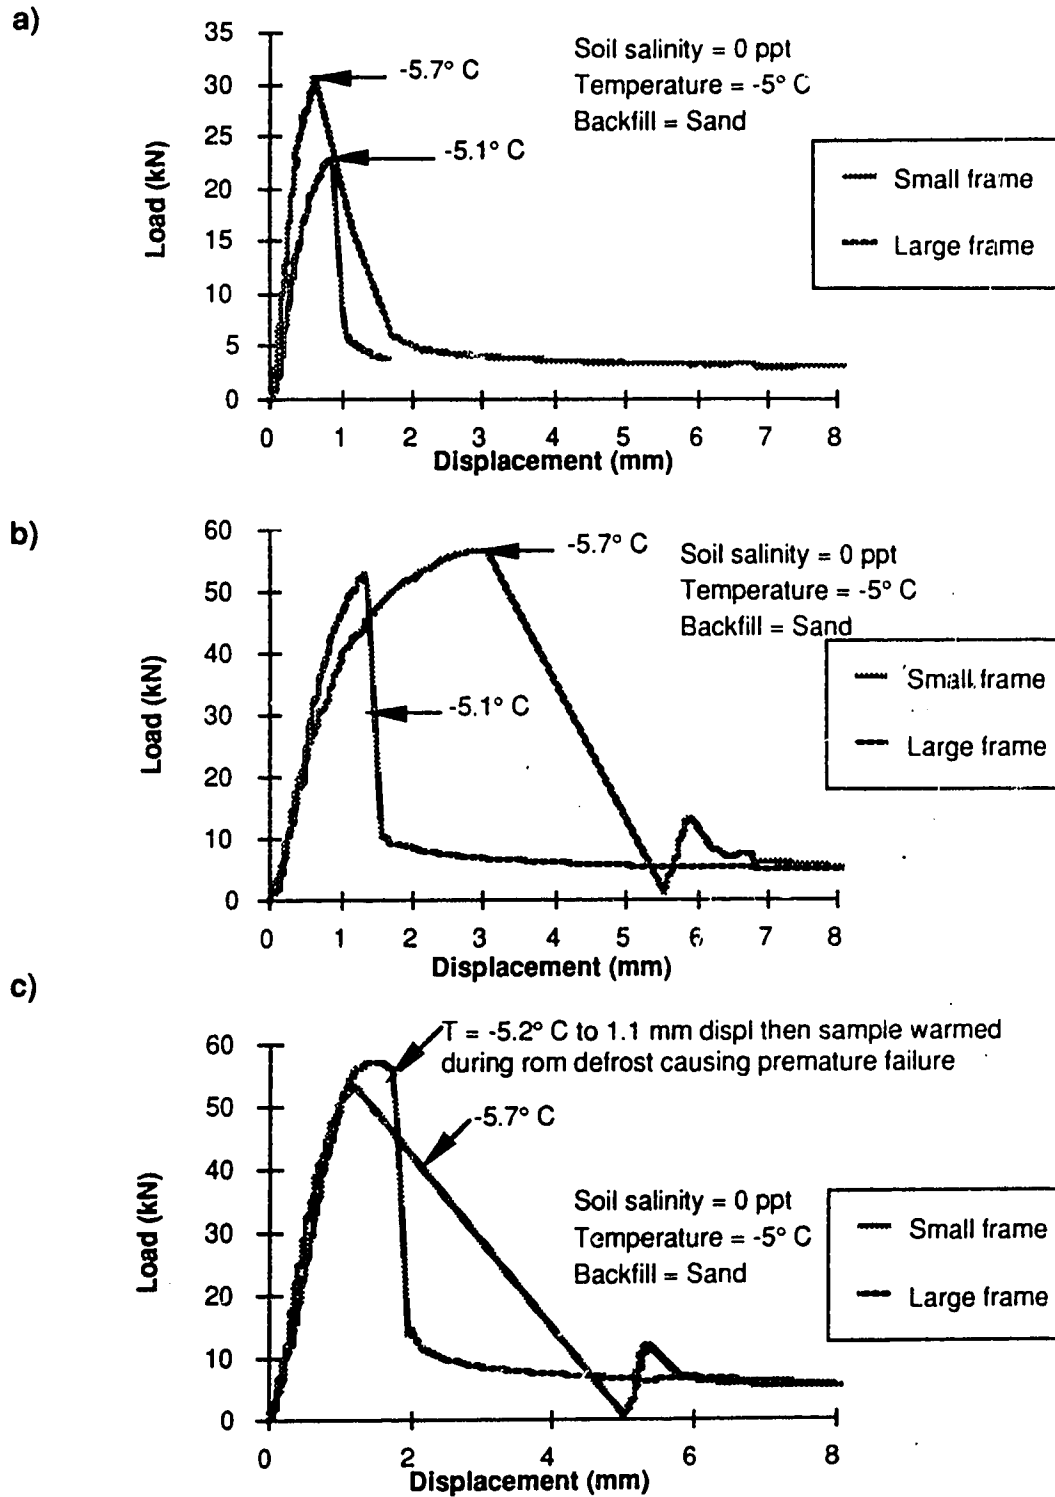 a)
35
30
25
20
15
10
5
0
Load (kN)
-5.7° C
-5.1° C
Soil salinity = 0 ppt
Temperature = -5° C
Backfill = Sand
Small frame
Large frame
0 1 2 3 4 5 6 7 8
Displacement (mm)
b)
60
50
40
30
20
10
0
Load (kN)
-5.7° C
-5.1° C
Soil salinity = 0 ppt
Temperature = -5° C
Backfill = Sand
Small frame
Large frame
0 1 2 3 4 5 6 7 8
Displacement (mm)
c)
60
50
40
30
20
10
0
Load (kN)
T = -5.2° C to 1.1 mm displ then sample warmed
during rom defrost causing premature failure
-5.7° C
Soil salinity = 0 ppt
Temperature = -5° C
Backfill = Sand
Small frame
Large frame
0 2 4 6 8
Displacement (mm)